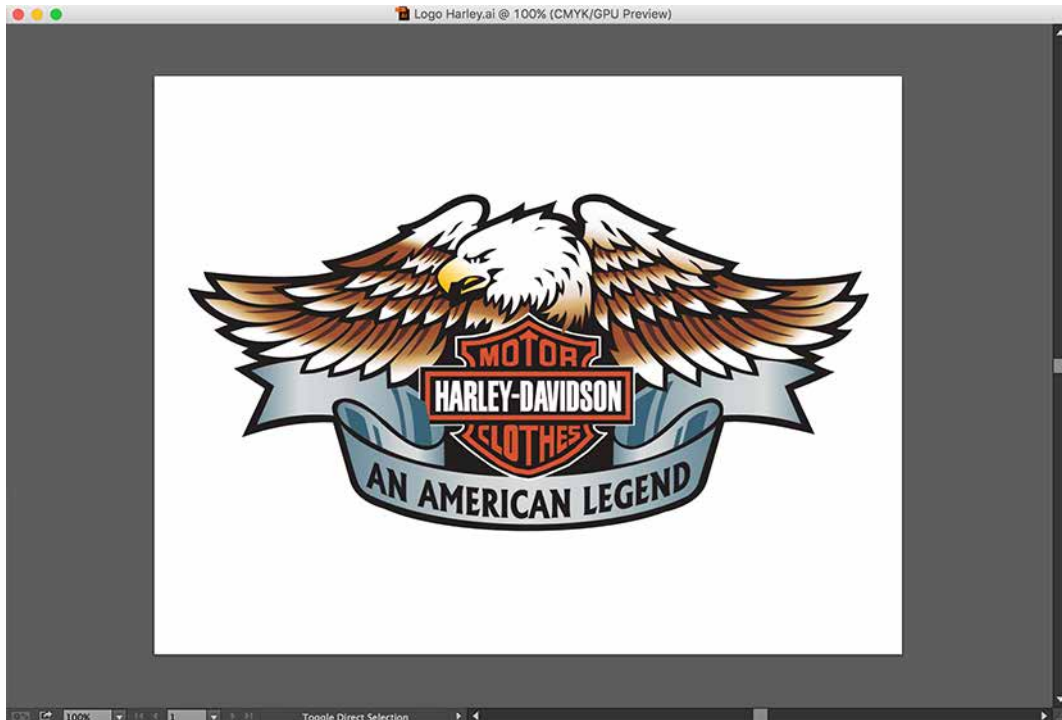 Logo Harley.ai @ 100% (CMYK/GPU Preview)
MOTOR
HARLEY-DAVIDSON
CLOTHES
AN AMERICAN LEGEND
100% 1 Toggle Direct Selection